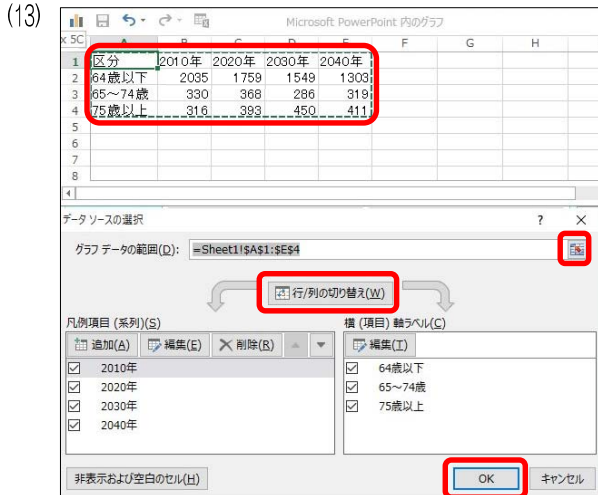 (13)
Microsoft PowerPoint 内のグラフ
x 5C A B C D E F G H
1 区分 2010年 2020年 2030年 2040年
2 64歳以下 2035 1759 1549 1303
3 65～74歳 330 368 286 319
4 75歳以上 316 393 450 411
5
6
7
8
データ ソースの選択 ? ×
グラフ データの範囲(D): =Sheet1!$A$1:$E$4
行/列の切り替え(W)
凡例項目 (系列)(S) 横 (項目) 軸ラベル(C)
追加(A) 編集(E) 削除(R) 編集(T)
2010年 64歳以下
2020年 65～74歳
2030年 75歳以上
2040年
非表示および空白のセル(H) OK キャンセル